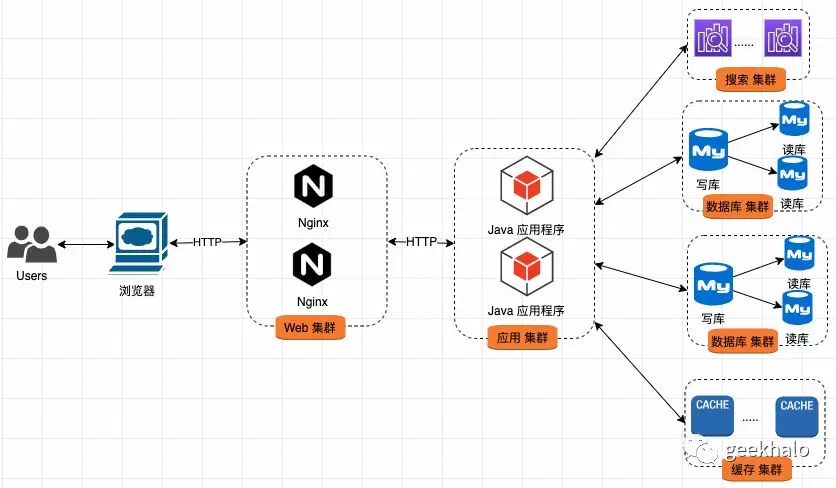 ...... 
搜索 集群
My
My
读库
写库
My
读库
数据库 集群
Users
浏览器
HTTP
N
Nginx
N
Nginx
Web 集群
HTTP
Java 应用程序
Java 应用程序
应用 集群
My
My
读库
写库
My
读库
数据库 集群
CACHE
.....
CACHE
缓存 集群
geekhalo